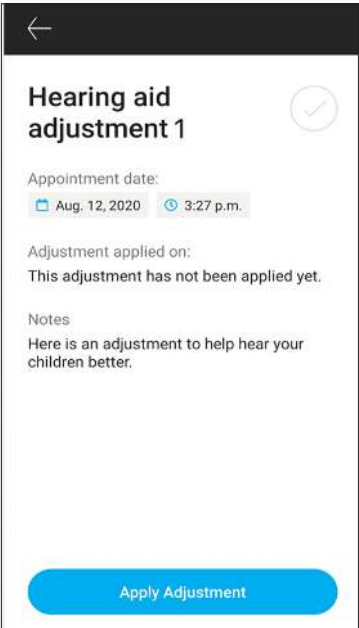 Hearing aid
adjustment 1
Appointment date:
Aug. 12, 2020 3:27 p.m.
Adjustment applied on:
This adjustment has not been applied yet.
Notes
Here is an adjustment to help hear your
children better.
Apply Adjustment